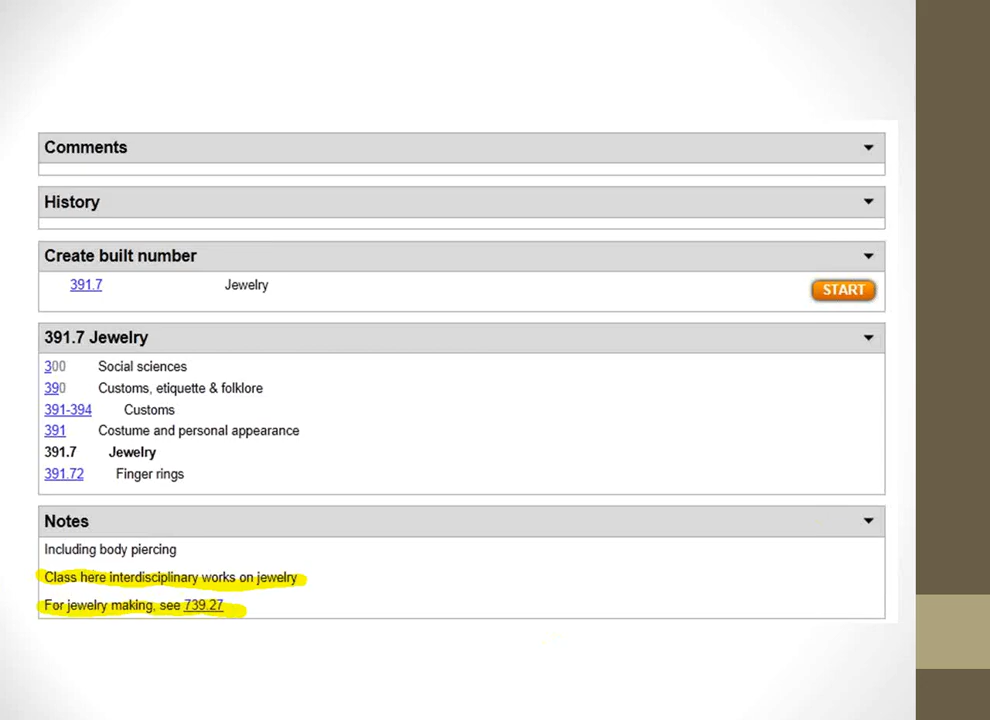 Comments
History
Create built number
391.7 Jewelry
START
391.7 Jewelry
300 Social sciences
390 Customs, etiquette & folklore
391-394 Customs
391 Costume and personal appearance
391.7 Jewelry
391.72 Finger rings
Notes
Including body piercing
Class here interdisciplinary works on jewelry
For jewelry making, see 739.27